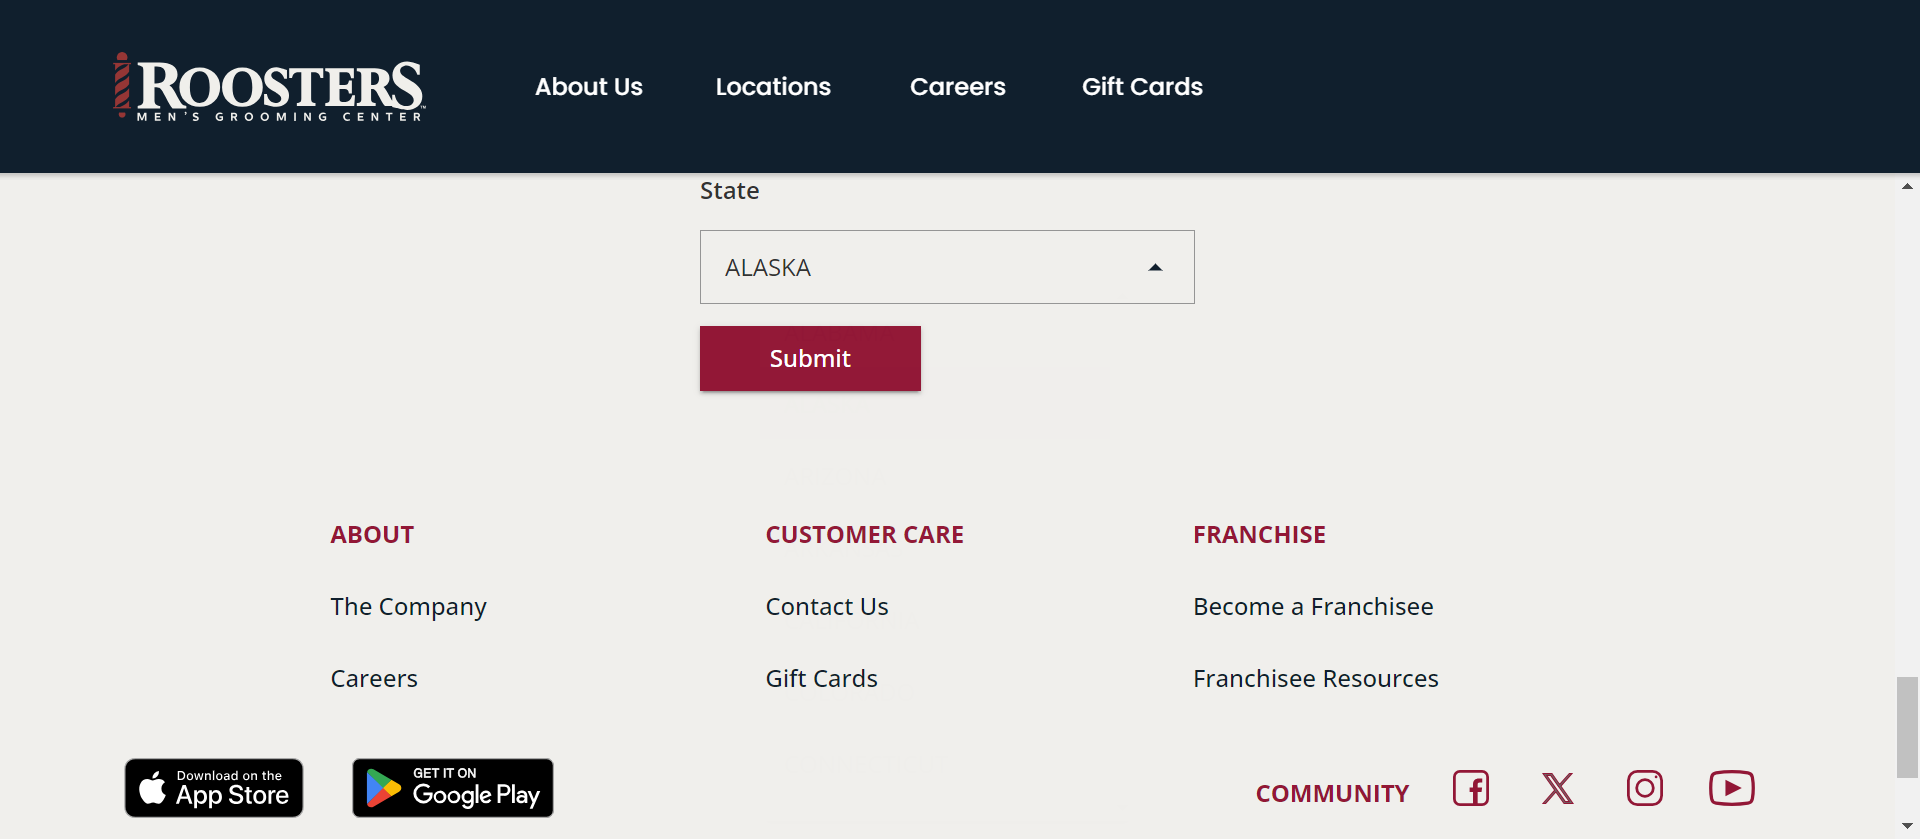 ROOSTERS™
MEN'S GROOMING CENTER
About Us
Locations
Careers
Gift Cards
State
ALASKA
Submit
ABOUT
The Company
Careers
CUSTOMER CARE
Contact Us
Gift Cards
FRANCHISE
Become a Franchisee
Franchisee Resources
Download on the
App Store
GET IT ON
Google Play
COMMUNITY